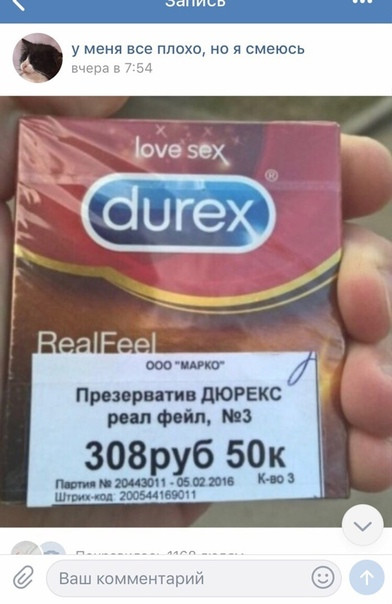 Запись
у меня все плохо, но я смеюсь
вчера в 7:54
love sex
durex®
RealFeel
ООО "МАРКО"
Презерватив ДЮРЕКС
реал фейл, №3
308руб 50к
Партия № 20443011 - 05.02.2016 К-во 3
Штрих-код: 200544169011
Ваш комментарий